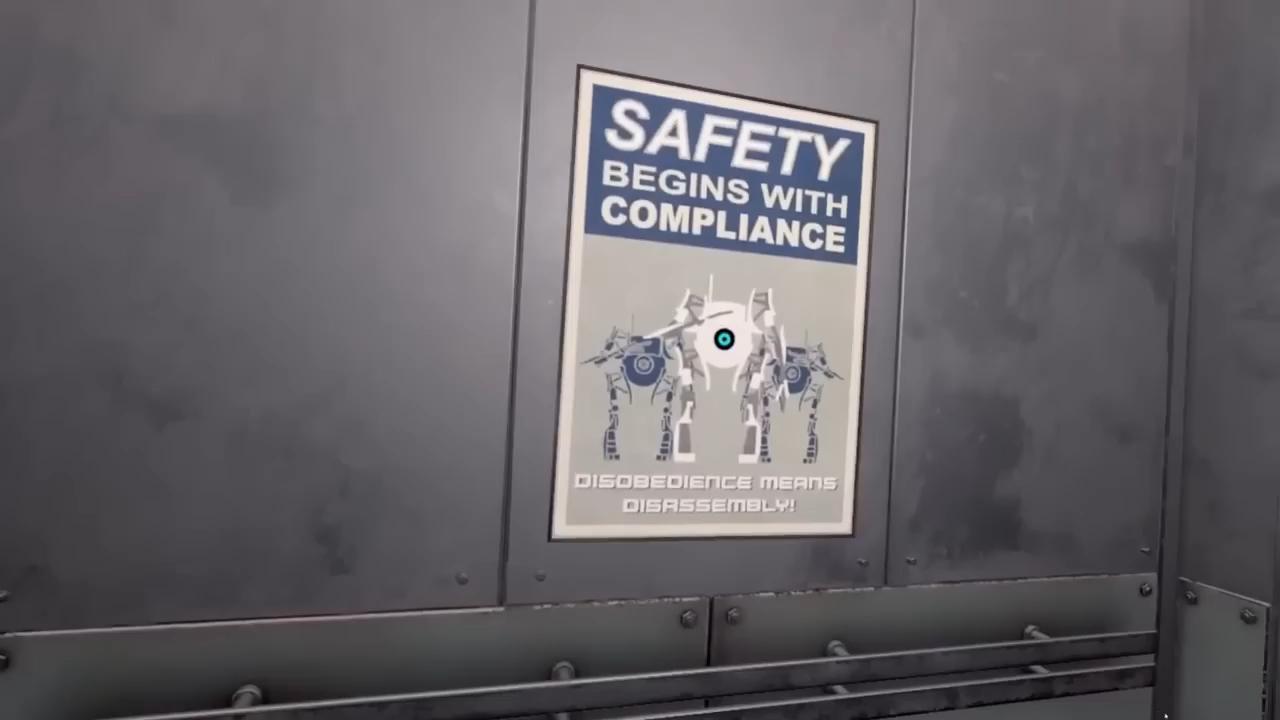 SAFETY
BEGINS WITH
COMPLIANCE
DISOBEDIENCE MEANS
DISASSEMBLY!